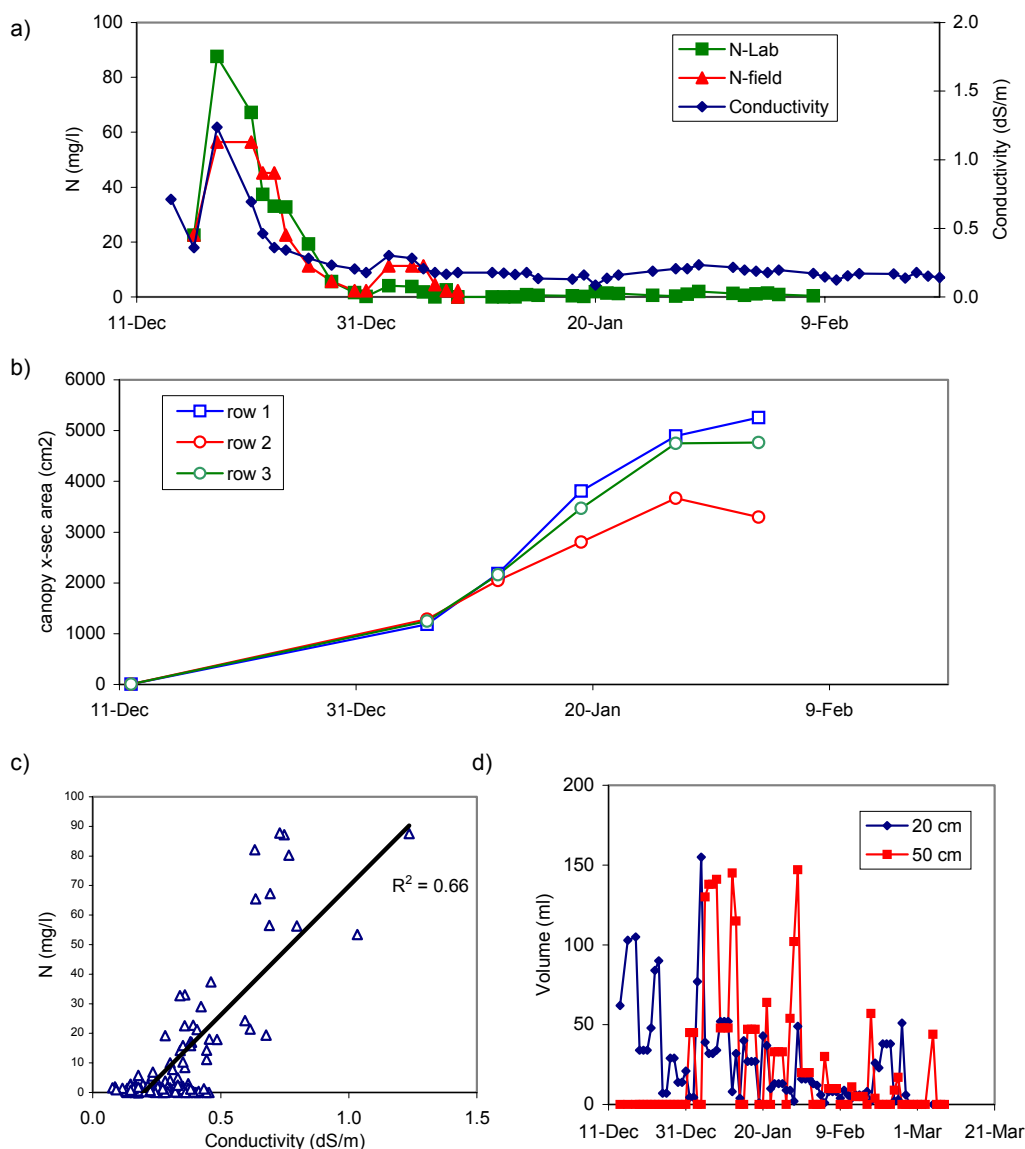 a)
100
80
60
40
20
0
N (mg/l)
2.0
1.5
1.0
0.5
0.0
Conductivity (dS/m)
N-Lab
N-field
Conductivity
11-Dec 31-Dec 20-Jan 9-Feb
b)
6000
5000
4000
3000
2000
1000
0
canopy x-sec area (cm2)
row 1
row 2
row 3
11-Dec 31-Dec 20-Jan 9-Feb
c)
100
90
80
70
60
50
40
30
20
10
0
N (mg/l)
R² = 0.66
0.0 0.5 1.0 1.5
Conductivity (dS/m)
d)
200
150
100
50
0
Volume (ml)
20 cm
50 cm
11-Dec 31-Dec 20-Jan 9-Feb 1-Mar 21-Mar